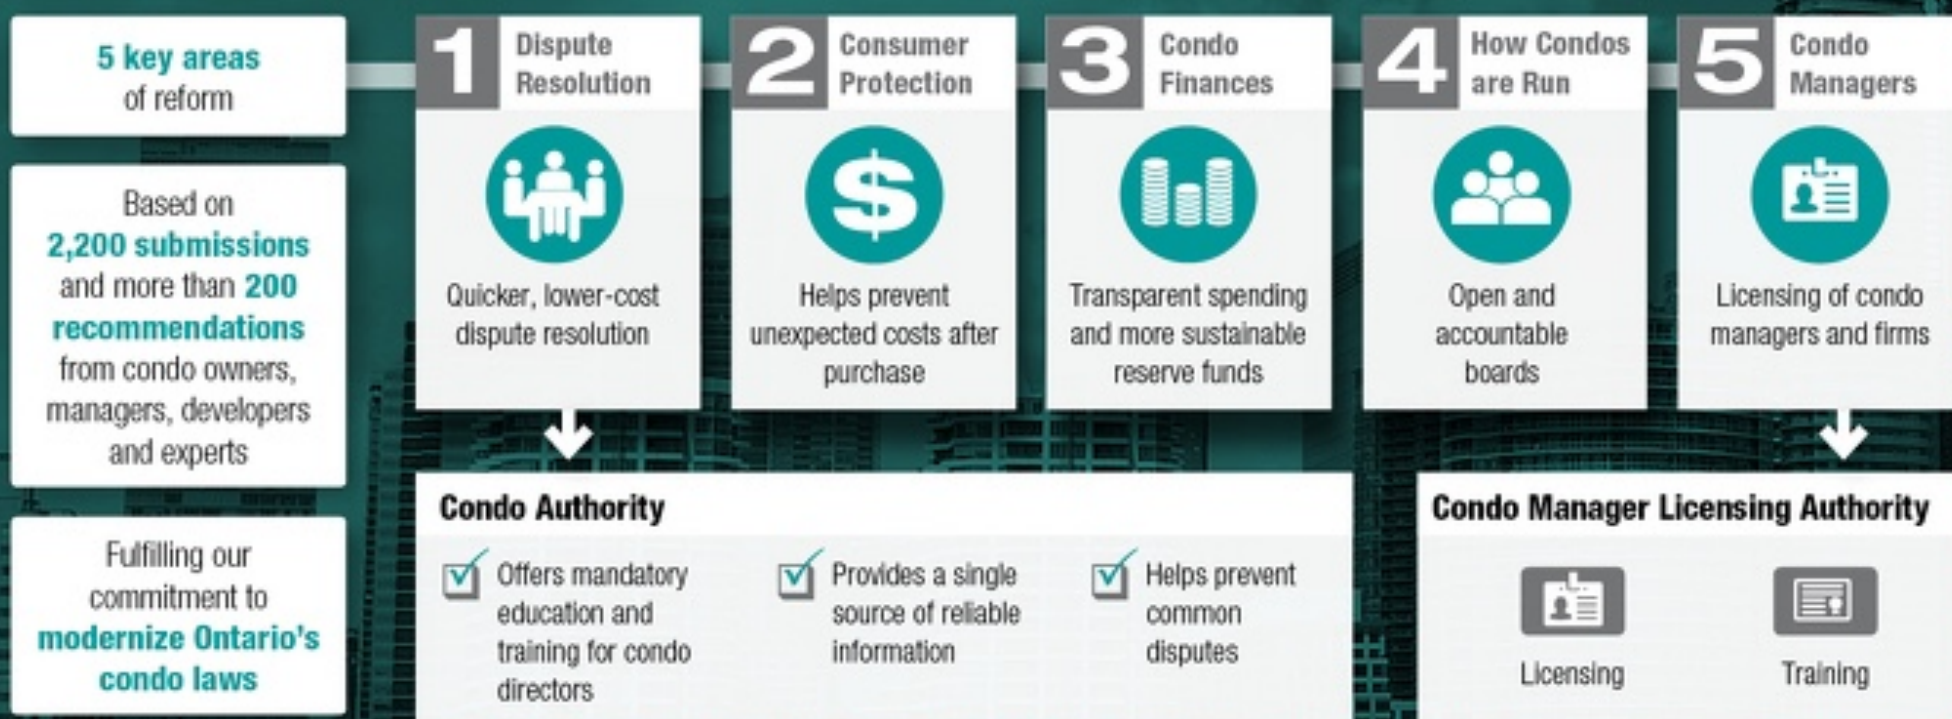 5 key areas
of reform
Based on
2,200 submissions
and more than 200
recommendations
from condo owners,
managers, developers
and experts
Fulfilling our
commitment to
modernize Ontario's
condo laws
1
Dispute
Resolution
Quicker, lower-cost
dispute resolution
2
Consumer
Protection
Helps prevent
unexpected costs after
purchase
3
Condo
Finances
Transparent spending
and more sustainable
reserve funds
4
How Condos
are Run
Open and
accountable
boards
5
Condo
Managers
Licensing of condo
managers and firms
Condo Authority
Offers mandatory
education and
training for condo
directors
Provides a single
source of reliable
information
Helps prevent
common
disputes
Condo Manager Licensing Authority
Licensing
Training